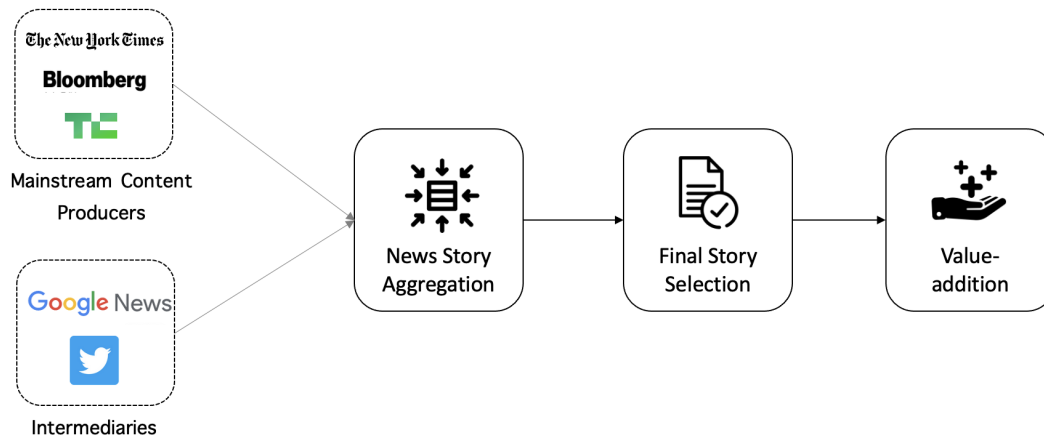 The New York Times
Bloomberg
TC
Mainstream Content
Producers
Google News
Intermediaries
News Story
Aggregation
Final Story
Selection
Value-
addition